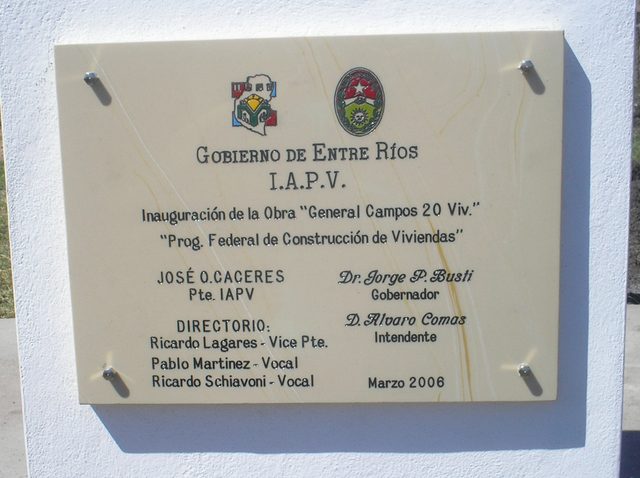 GOBIERNO DE ENTRE RÍOS
I.A.P.V.
Inauguración de la Obra "General Campos 20 Viv."
"Prog. Federal de Construcción de Viviendas"
JOSÉ O. CACERES
Pte. IAPV
Dr. Jorge P. Busti
Gobernador
DIRECTORIO:
Ricardo Lagares - Vice Pte.
Pablo Martinez - Vocal
Ricardo Schiavoni - Vocal
D. Alvaro Comas
Intendente
Marzo 2006